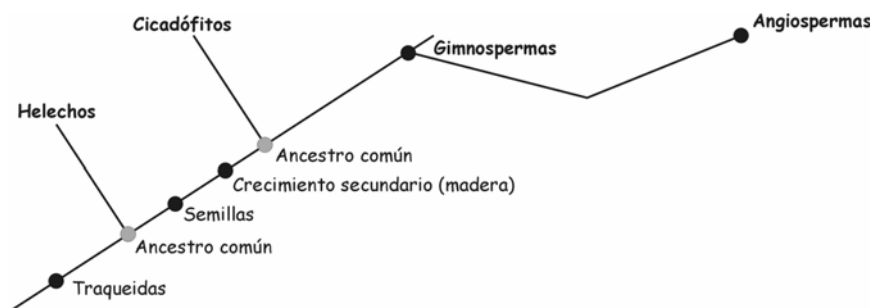 Cicadófitos
Angiospermas
Gimnospermas
Helechos
Ancestro común
Crecimiento secundario (madera)
Semillas
Ancestro común
Traqueidas